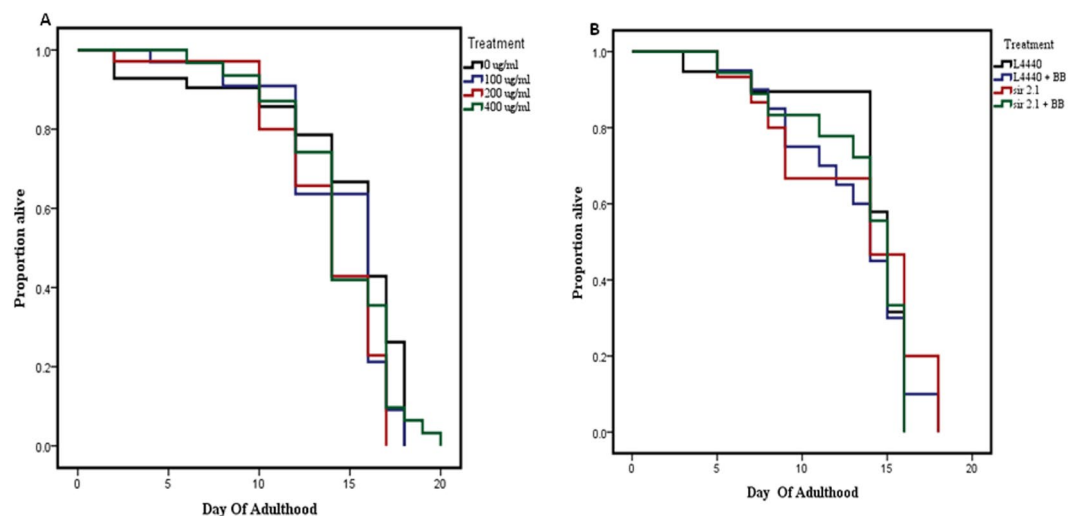 A
Treatment
0 ug/ml
100 ug/ml
200 ug/ml
400 ug/ml
1.0
0.8
0.6
0.4
0.2
0.0
Proportion alive
0 5 10 15 20
Day Of Adulthood
B
Treatment
L4440
L4440 + BB
sir 2.1
sir 2.1 + BB
1.0
0.8
0.6
0.4
0.2
0.0
Proportion alive
0 5 10 15 20
Day Of Adulthood